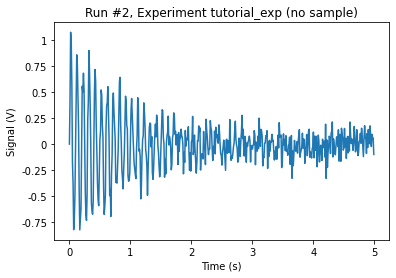 Run #2, Experiment tutorial_exp (no sample)
Signal (V)
1
0.75
0.5
0.25
0
-0.25
-0.5
-0.75
0 1 2 3 4 5
Time (s)